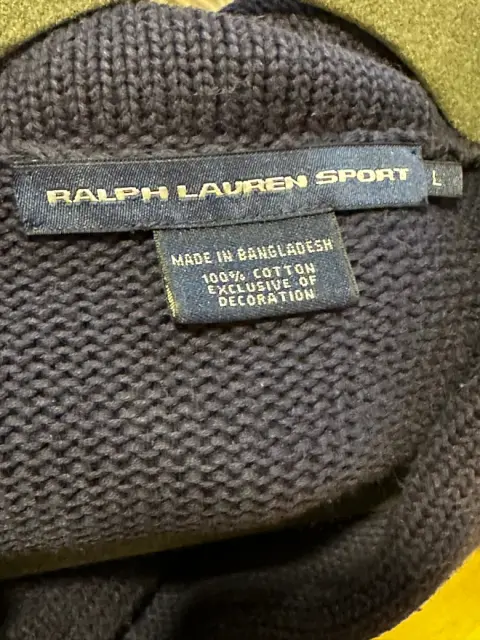 RALPH LAUREN SPORT
L
MADE IN BANGLADESH
100% COTTON
EXCLUSIVE OF
DECORATION